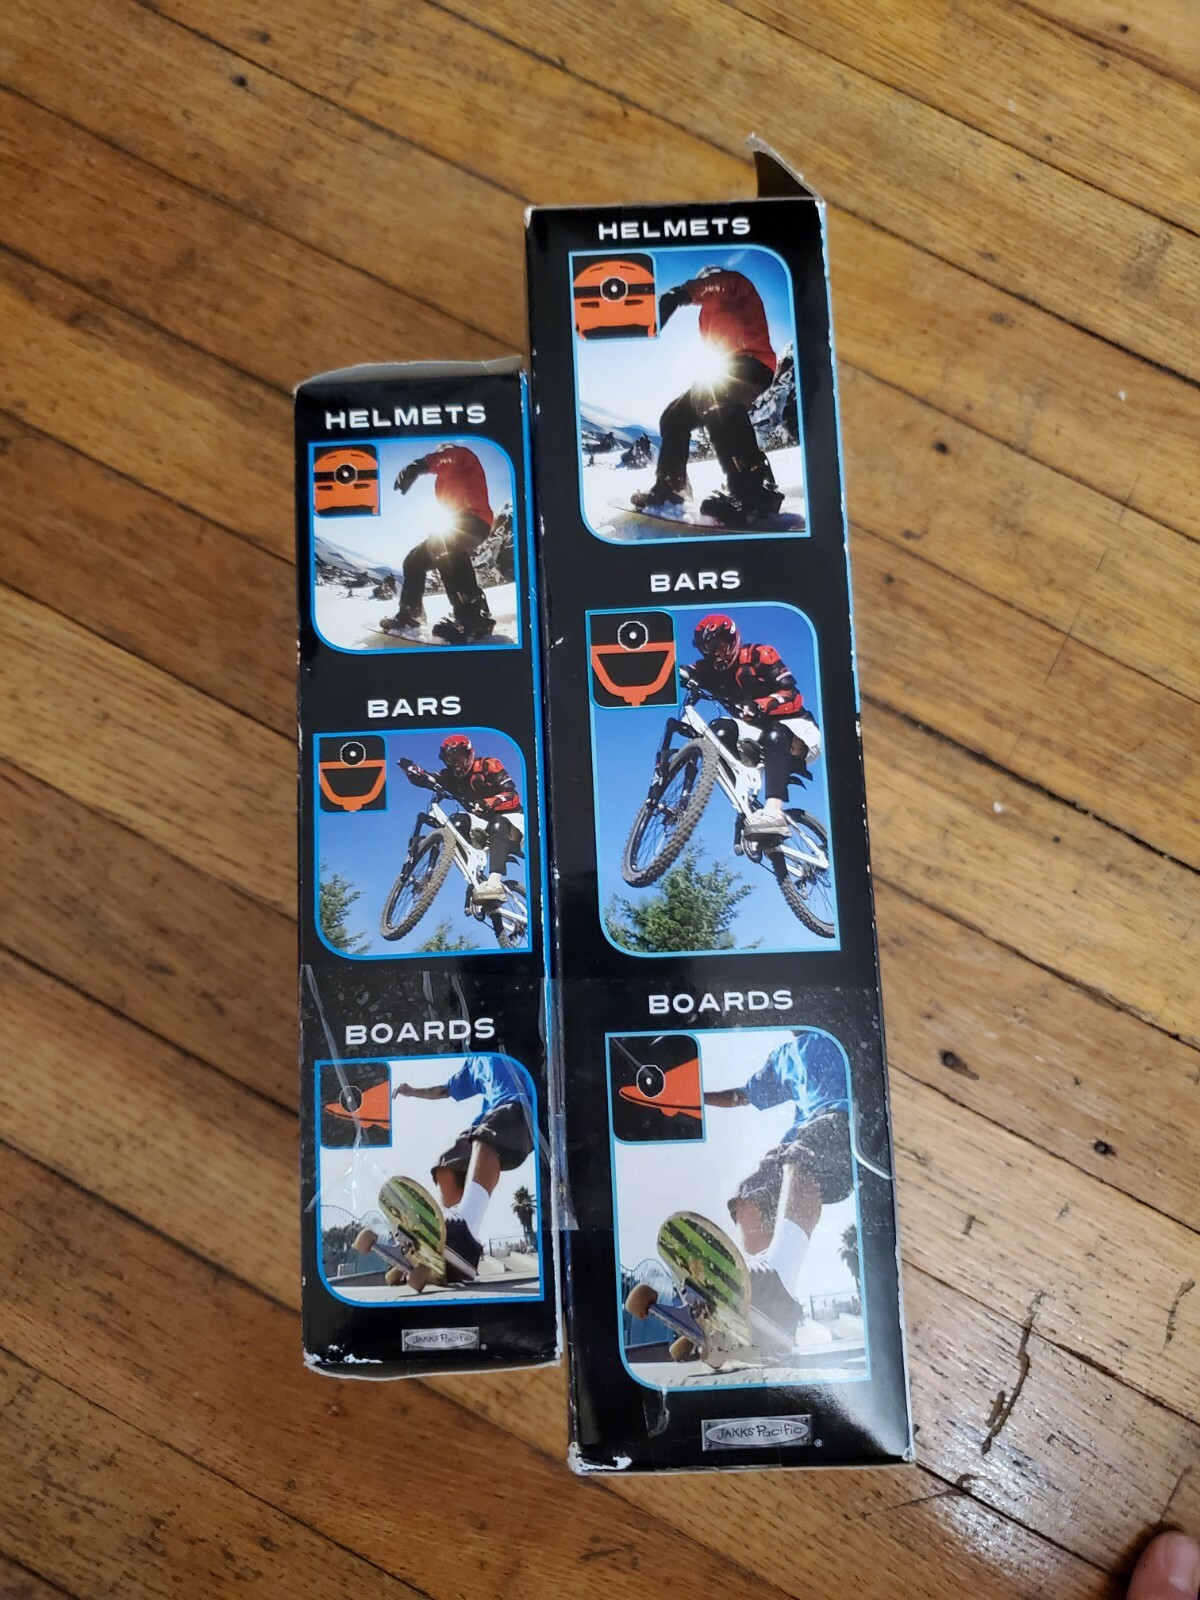 HELMETS
BARS
BOARDS
JAKKS Pacific
®
HELMETS
BARS
BOARDS
JAKKS Pacific
®